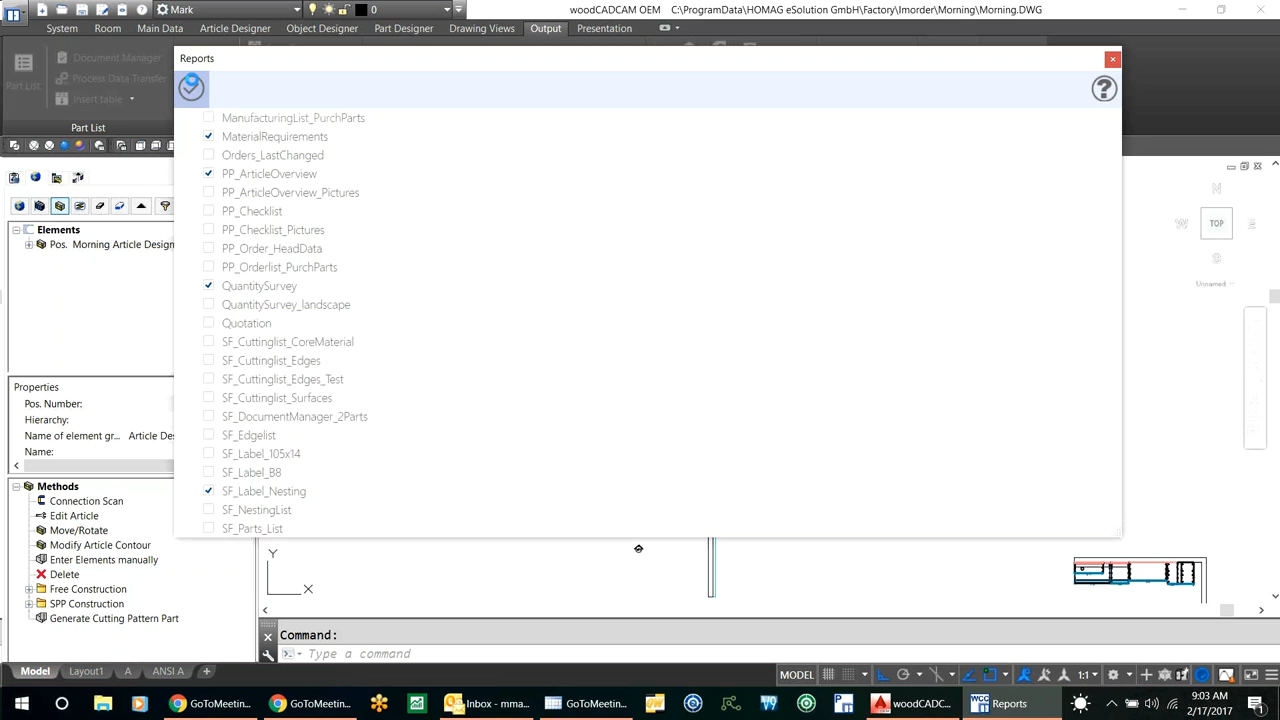 Mark
0
woodCADCAM OEM C:\ProgramData\HOMAG eSolution GmbH\Factory\Imorder\Morning\Morning.DWG
System Room Main Data Article Designer Object Designer Part Designer Drawing Views Output Presentation
Part List
Document Manager
Process Data Transfer
Insert table
Part List
Reports
ManufacturingList_PurchParts
MaterialRequirements
Orders_LastChanged
PP_ArticleOverview
PP_ArticleOverview_Pictures
PP_Checklist
PP_Checklist_Pictures
PP_Order_HeadData
PP_Orderlist_PurchParts
QuantitySurvey
QuantitySurvey_landscape
Quotation
SF_Cuttinglist_CoreMaterial
SF_Cuttinglist_Edges
SF_Cuttinglist_Edges_Test
SF_Cuttinglist_Surfaces
SF_DocumentManager_2Parts
SF_Edgelist
SF_Label_105x14
SF_Label_B8
SF_Label_Nesting
SF_NestingList
SF_Parts_List
Elements
Pos. Morning Article Design
Properties
Pos. Number:
Hierarchy:
Name of element gr... Article De...
Name:
Methods
Connection Scan
Edit Article
Move/Rotate
Modify Article Contour
Enter Elements manually
Delete
Free Construction
SPP Construction
Generate Cutting Pattern Part
N
W TOP E
S
Unnamed
Y
X
Command:
Type a command
Model Layout1 A ANSI A +
MODEL 1:1
GoToMeetin... GoToMeetin... Inbox - mma... GoToMeetin... woodCADC... Reports
9:03 AM
2/17/2017